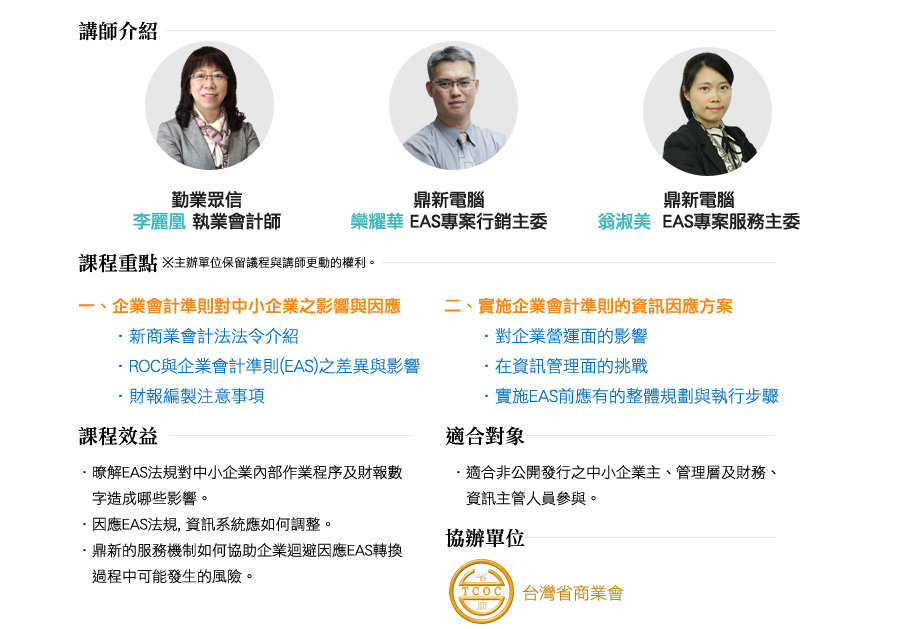 講師介紹
勤業眾信
李麗凰 執業會計師
鼎新電腦
欒耀華 EAS專案行銷主委
鼎新電腦
翁淑美 EAS專案服務主委
課程重點 ※主辦單位保留議程與講師更動的權利。
一、企業會計準則對中小企業之影響與因應
·新商業會計法法令介紹
·ROC與企業會計準則(EAS)之差異與影響
·財報編製注意事項
二、實施企業會計準則的資訊因應方案
·對企業營運面的影響
·在資訊管理面的挑戰
·實施EAS前應有的整體規劃與執行步驟
課程效益
·暸解EAS法規對中小企業內部作業程序及財報數
字造成哪些影響。
·因應EAS法規, 資訊系統應如何調整。
·鼎新的服務機制如何協助企業迴避因應EAS轉換
過程中可能發生的風險。
適合對象
·適合非公開發行之中小企業主、管理層及財務、
資訊主管人員參與。
協辦單位
省
TCOC
商
台灣省商業會